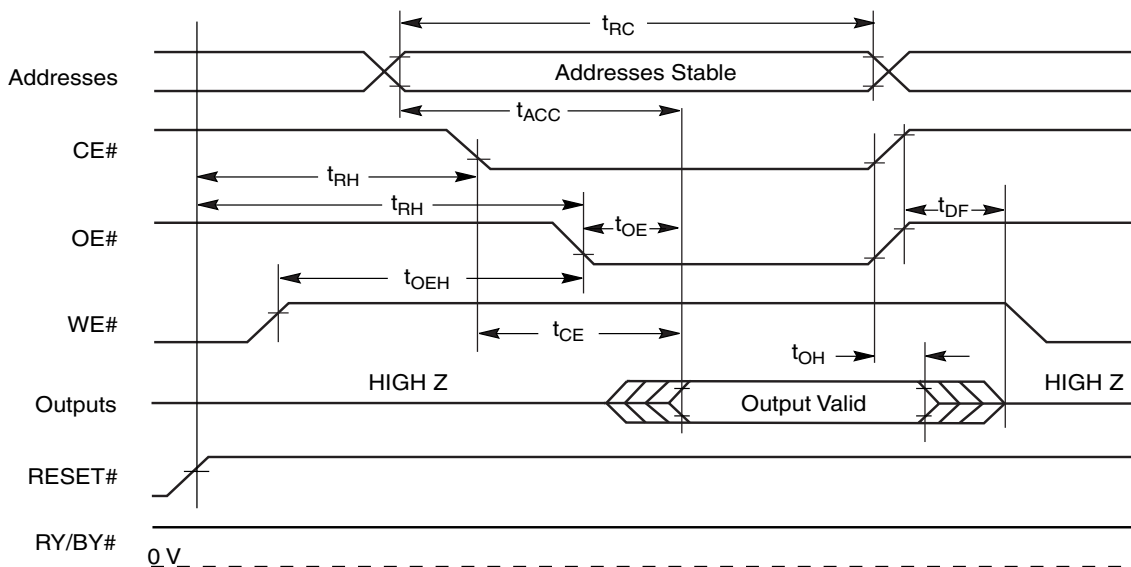 tRC
Addresses
Addresses Stable
tACC
CE#
tRH
tRH
tDF
tOE
OE#
tOEH
WE#
tCE
tOH
HIGH Z
HIGH Z
Outputs
Output Valid
RESET#
RY/BY#
0 V